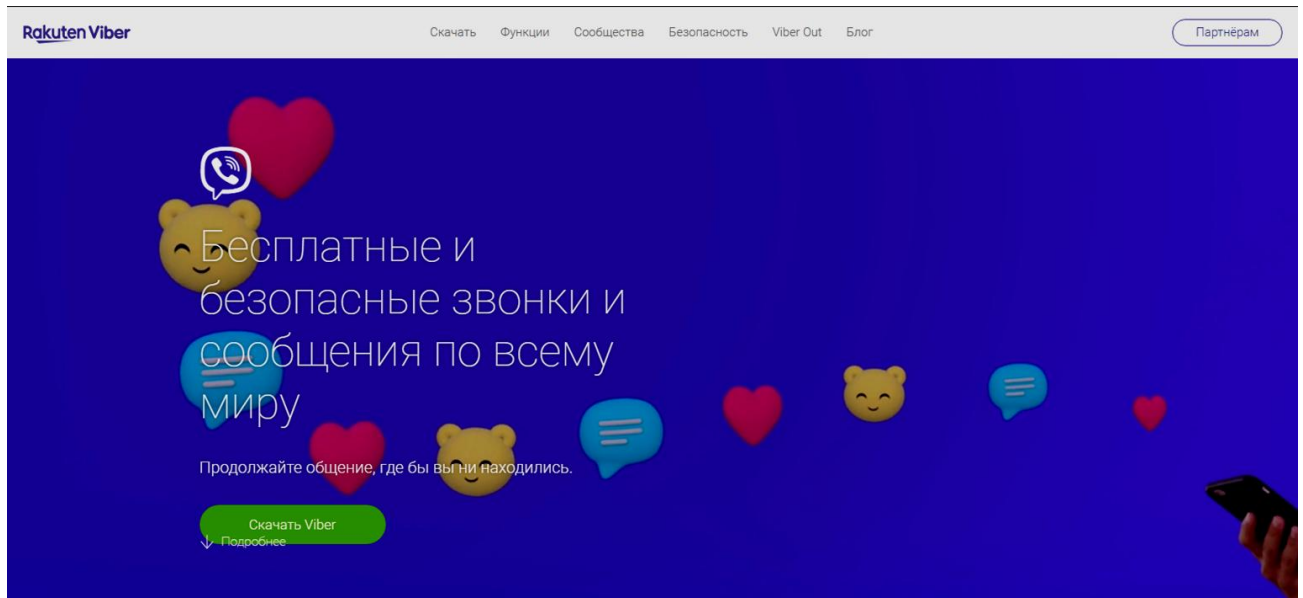 Rakuten Viber
Скачать Функции Сообщества Безопасность Viber Out Блог
Партнёрам
Бесплатные и
безопасные звонки и
сообщения по всему
миру
Продолжайте общение, где бы вы ни находились.
Скачать Viber
Подробнее